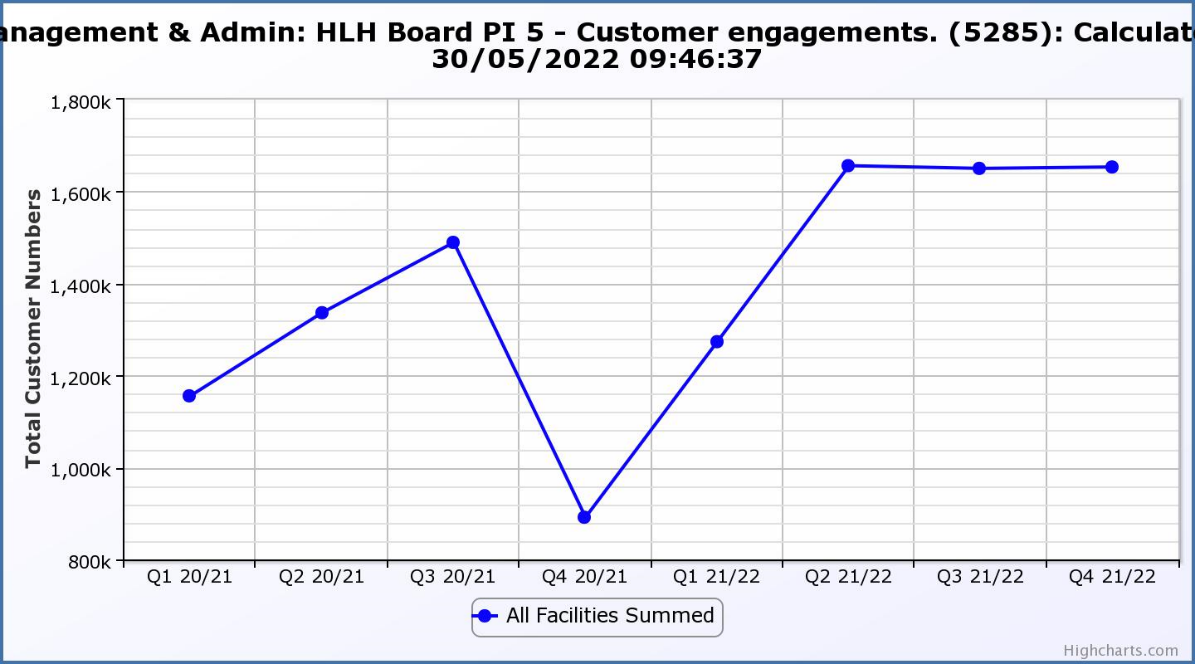 & Admin: HLH Board PI 5 - Customer engagements. (5285):
30/05/2022 09:46:37
Total Customer Numbers
1,800k
1,600k
1,400k
1,200k
1,000k
800k
Q1 20/21 Q2 20/21 Q3 20/21 Q4 20/21 Q1 21/22 Q2 21/22 Q3 21/22 Q4 21/22
All Facilities Summed
Highcharts.com